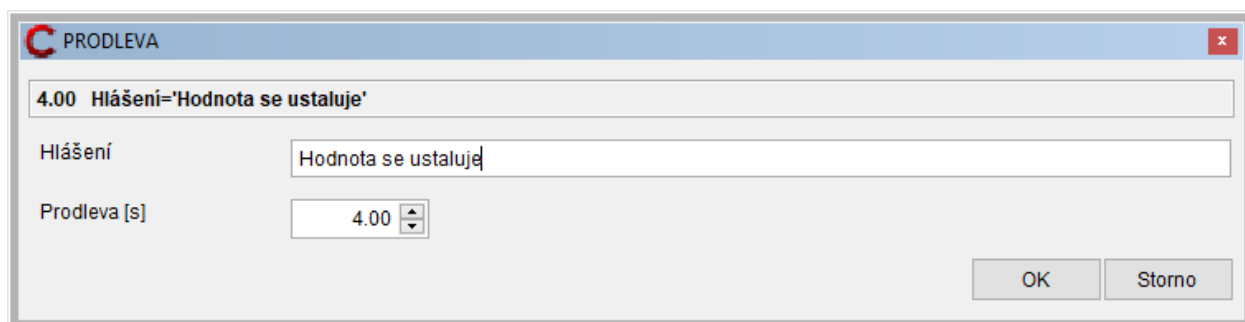 PRODLEVA
4.00 Hlášení='Hodnota se ustaluje'
Hlášení
Hodnota se ustaluje
Prodleva [s]
4.00
OK
Storno